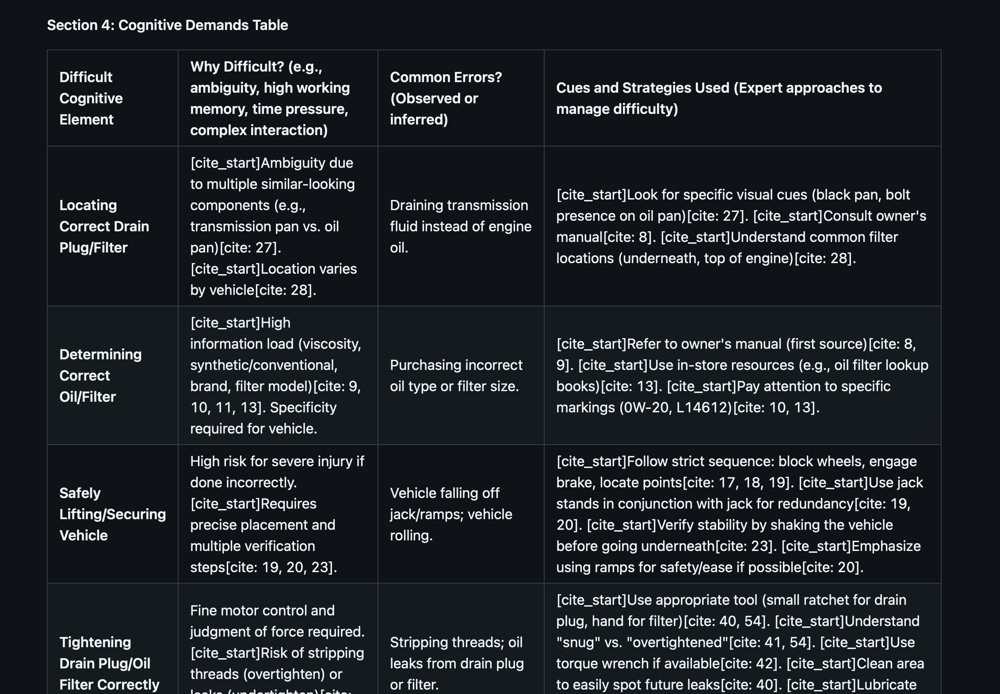 Section 4: Cognitive Demands Table
Difficult
Cognitive
Element
Why Difficult? (e.g.,
ambiguity, high working
memory, time pressure,
complex interaction)
Common Errors?
(Observed or
inferred)
Cues and Strategies Used (Expert approaches to
manage difficulty)
Locating
Correct Drain
Plug/Filter
[cite_start]Ambiguity due
to multiple similar-looking
components (e.g.,
transmission pan vs. oil
pan)[cite: 27].
[cite_start]Location varies
by vehicle[cite: 28].
Draining transmission
fluid instead of engine
oil.
[cite_start]Look for specific visual cues (black pan, bolt
presence on oil pan)[cite: 27]. [cite_start]Consult owner's
manual[cite: 8]. [cite_start]Understand common filter
locations (underneath, top of engine)[cite: 28].
Determining
Correct
Oil/Filter
[cite_start]High
information load (viscosity,
synthetic/conventional,
brand, filter model)[cite: 9,
10, 11, 13]. Specificity
required for vehicle.
Purchasing incorrect
oil type or filter size.
[cite_start]Refer to owner's manual (first source)[cite: 8,
9]. [cite_start]Use in-store resources (e.g., oil filter lookup
books)[cite: 13]. [cite_start]Pay attention to specific
markings (0W-20, L14612)[cite: 10, 13].
Safely
Lifting/Securing
Vehicle
High risk for severe injury if
done incorrectly.
[cite_start]Requires
precise placement and
multiple verification
steps[cite: 19, 20, 23].
Vehicle falling off
jack/ramps; vehicle
rolling.
[cite_start]Follow strict sequence: block wheels, engage
brake, locate points[cite: 17, 18, 19]. [cite_start]Use jack
stands in conjunction with jack for redundancy[cite: 19,
20]. [cite_start]Verify stability by shaking the vehicle
before going underneath[cite: 23]. [cite_start]Emphasize
using ramps for safety/ease if possible[cite: 20].
Tightening
Drain Plug/Oil
Filter Correctly
Fine motor control and
judgment of force required.
[cite_start]Risk of stripping
threads (overtighten) or
leaks (undertighten)[cite:
Stripping threads; oil
leaks from drain plug
or filter.
[cite_start]Use appropriate tool (small ratchet for drain
plug, hand for filter)[cite: 40, 54]. [cite_start]Understand
"snug" vs. "overtightened"[cite: 41, 54]. [cite_start]Use
torque wrench if available[cite: 42]. [cite_start]Clean area
to easily spot future leaks[cite: 40]. [cite_start]Lubricate